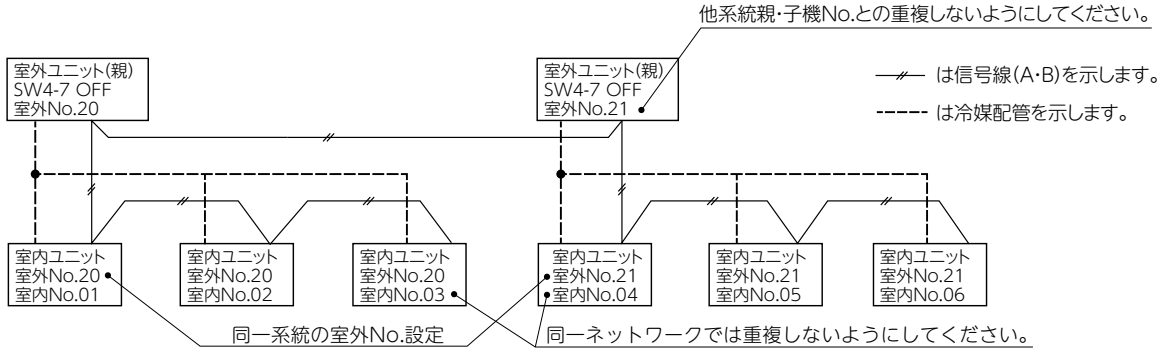 他系統親・子機No.との重複しないようにしてください。
室外ユニット(親)
SW4-7 OFF
室外No.20
室外ユニット(親)
SW4-7 OFF
室外No.21
は信号線(A・B)を示します。
は冷媒配管を示します。
室内ユニット
室外No.20
室内No.01
室内ユニット
室外No.20
室内No.02
室内ユニット
室外No.20
室内No.03
室内ユニット
室外No.21
室内No.04
室内ユニット
室外No.21
室内No.05
室内ユニット
室外No.21
室内No.06
同一系統の室外No.設定
同一ネットワークでは重複しないようにしてください。